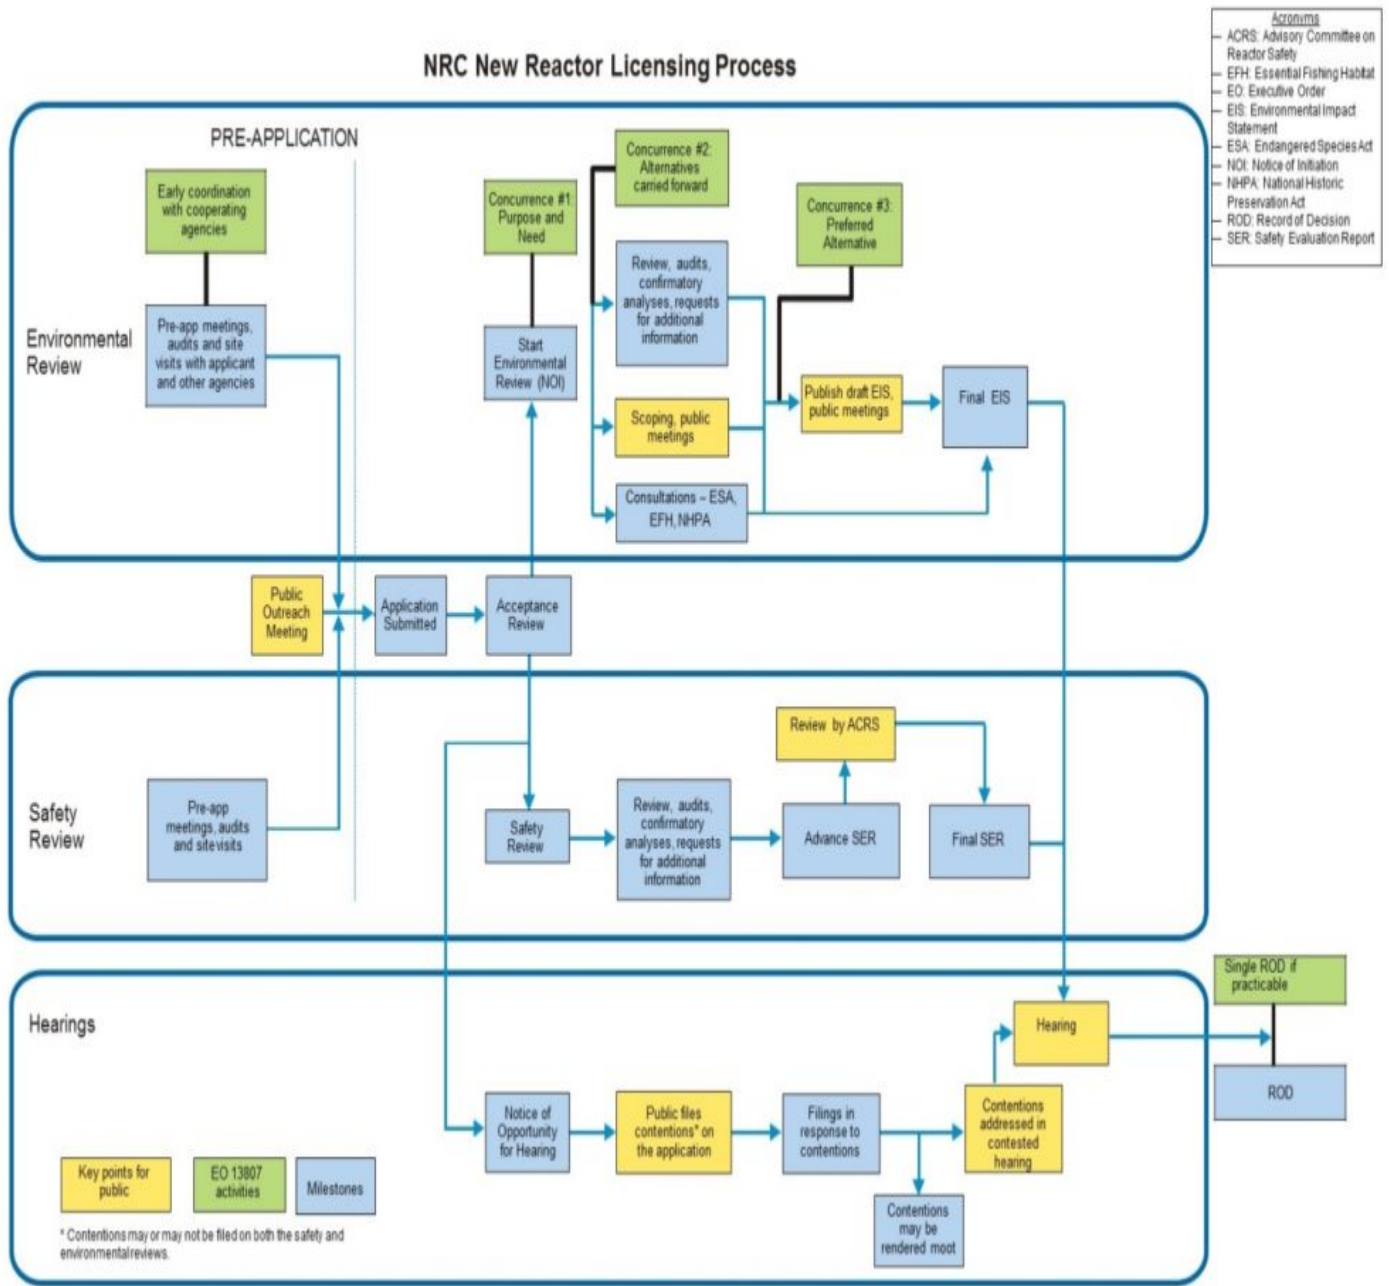 NRC New Reactor Licensing Process
Acronyms
ACRS: Advisory Committee on
Reactor Safety
EFH: Essential Fishing Habitat
EO: Executive Order
EIS: Environmental Impact
Statement
ESA: Endangered Species Act
NOI: Notice of Initiation
NHPA: National Historic
Preservation Act
ROD: Record of Decision
SER: Safety Evaluation Report
PRE-APPLICATION
Environmental
Review
Early coordination
with cooperating
agencies
Pre-app meetings,
audits and site
visits with applicant
and other agencies
Concurrence #1:
Purpose and
Need
Start
Environmental
Review (NOI)
Concurrence #2:
Alternatives
carried forward
Review, audits,
confirmatory
analyses, requests
for additional
information
Scoping, public
meetings
Consultations – ESA,
EFH, NHPA
Concurrence #3:
Preferred
Alternative
Publish draft EIS,
public meetings
Final EIS
Public
Outreach
Meeting
Application
Submitted
Acceptance
Review
Safety
Review
Pre-app
meetings, audits
and site visits
Safety
Review
Review, audits,
confirmatory
analyses, requests
for additional
information
Review by ACRS
Advance SER
Final SER
Hearings
Notice of
Opportunity
for Hearing
Public files
contentions* on
the application
Filings in
response to
contentions
Contentions
may be
rendered moot
Contentions
addressed in
contested
hearing
Hearing
Single ROD if
practicable
ROD
Key points for
public
EO 13807
activities
Milestones
* Contentions may or may not be filed on both the safety and
environmental reviews.